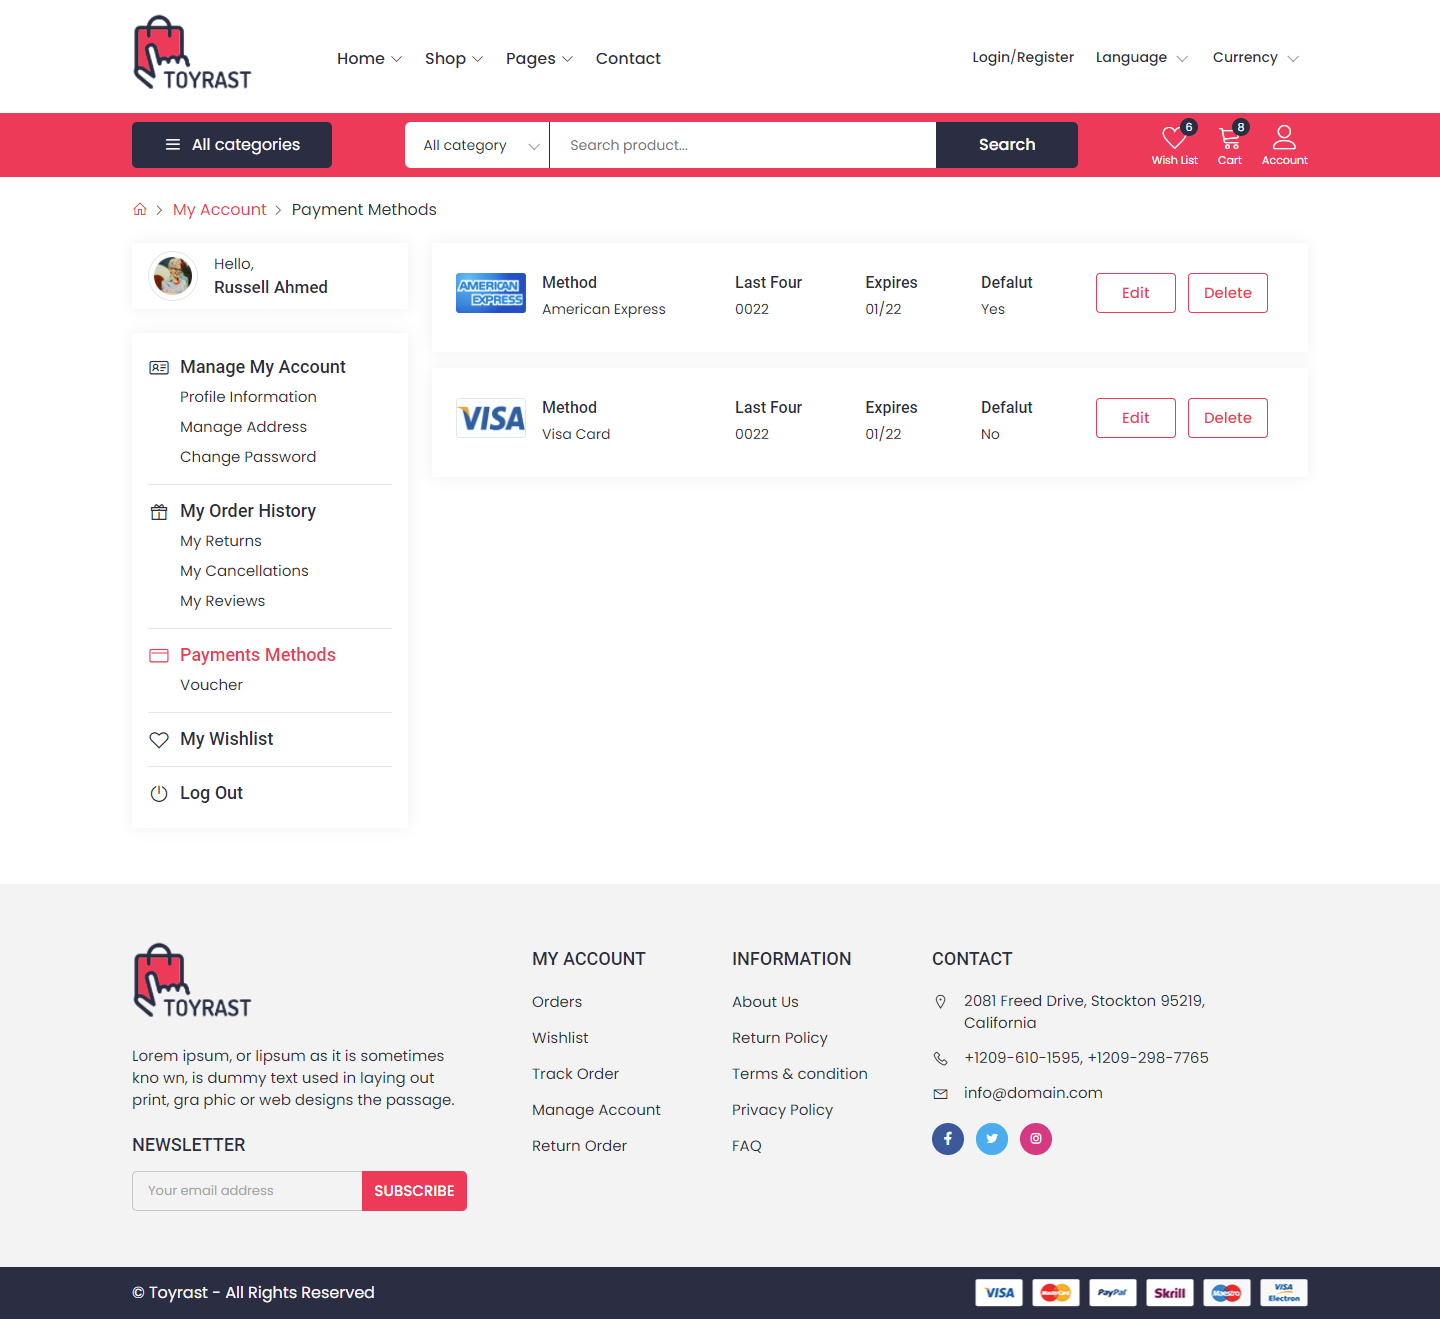 TOYRAST
Home Shop Pages Contact
Login/Register Language Currency
All categories
All category Search product... Search
6 8
Wish List Cart Account
My Account Payment Methods
Hello,
Russell Ahmed
Manage My Account
Profile Information
Manage Address
Change Password
My Order History
My Returns
My Cancellations
My Reviews
Payments Methods
Voucher
My Wishlist
Log Out
AMERICAN
EXPRESS
Method Last Four Expires Defalut
American Express 0022 01/22 Yes
Edit Delete
VISA
Method Last Four Expires Defalut
Visa Card 0022 01/22 No
Edit Delete
TOYRAST
Lorem ipsum, or lipsum as it is sometimes
kno wn, is dummy text used in laying out
print, gra phic or web designs the passage.
NEWSLETTER
Your email address SUBSCRIBE
MY ACCOUNT
Orders
Wishlist
Track Order
Manage Account
Return Order
INFORMATION
About Us
Return Policy
Terms & condition
Privacy Policy
FAQ
CONTACT
2081 Freed Drive, Stockton 95219,
California
+1209-610-1595, +1209-298-7765
info@domain.com
© Toyrast - All Rights Reserved
VISA MasterCard PayPal Skrill Maestro VISA
Electron